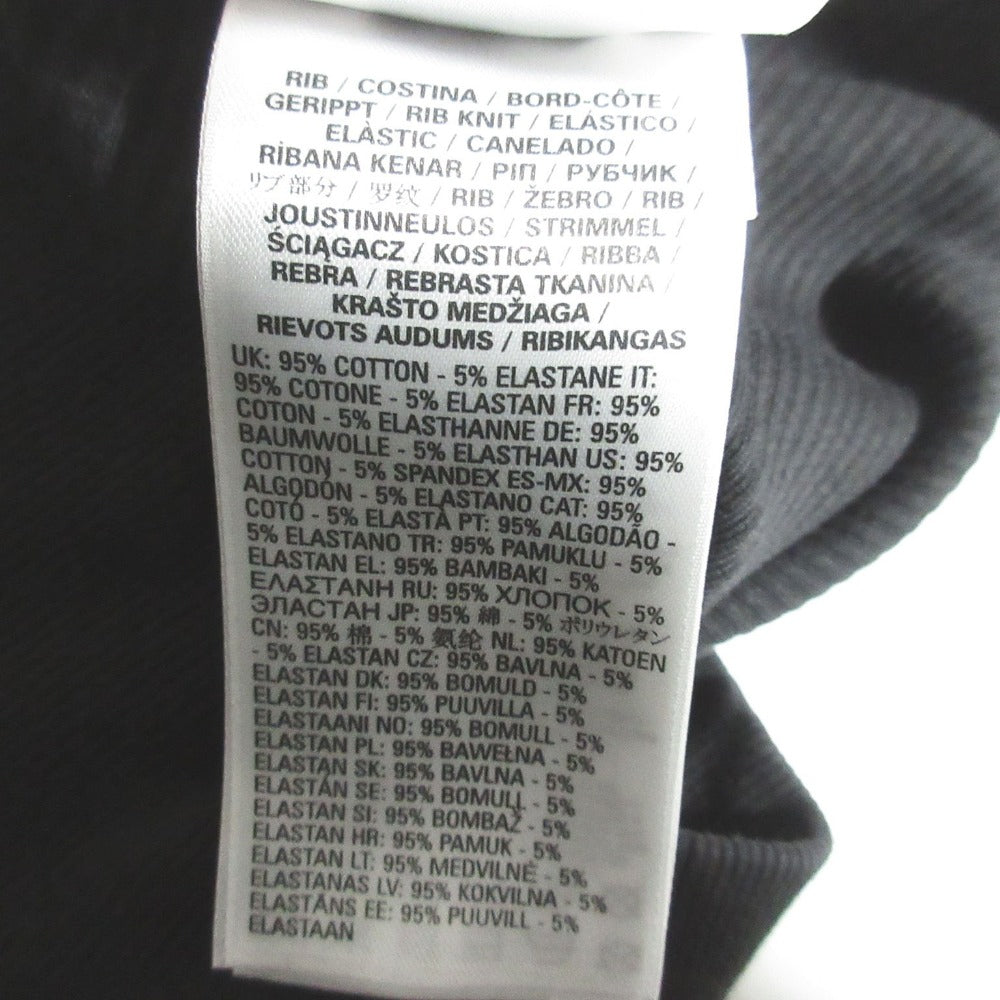 RIB / COSTINA / BORD-CÔTE /
GERIPPT / RIB KNIT / ELÁSTICO /
ELÀSTIC / CANELADO /
RİBANA KENAR / ΡΙΠ / РУБЧИК /
リブ部分 / 罗纹 / RIB / ŽEBRO / RIB /
JOUSTINNEULOS / STRIMMEL /
ŚCIĄGACZ / KOSTICA / RIBBA /
REBRA / REBRASTA TKANINA /
KRAŠTO MEDŽIAGA /
RIEVOTS AUDUMS / RIBIKANGAS
UK: 95% COTTON - 5% ELASTANE IT:
95% COTONE - 5% ELASTAN FR: 95%
COTON - 5% ELASTHANNE DE: 95%
BAUMWOLLE - 5% ELASTHAN US: 95%
COTTON - 5% SPANDEX ES-MX: 95%
ALGODÓN - 5% ELASTANO CAT: 95%
COTÓ - 5% ELASTÀ PT: 95% ALGODÃO -
5% ELASTANO TR: 95% PAMUKLU - 5%
ELASTAN EL: 95% ΒΑΜΒΑΚΙ - 5%
ΕΛΑΣΤΑΝΗ RU: 95% ХЛОПОК - 5%
ЭЛАСТАН JP: 95% 綿 - 5% ポリウレタン
CN: 95% 棉 - 5% 氨纶 NL: 95% KATOEN
- 5% ELASTAN CZ: 95% BAVLNA - 5%
ELASTAN DK: 95% BOMULD - 5%
ELASTAN FI: 95% PUUVILLA - 5%
ELASTAANI NO: 95% BOMULL - 5%
ELASTAN PL: 95% BAWEŁNA - 5%
ELASTAN SK: 95% BAVLNA - 5%
ELASTÁN SE: 95% BOMULL - 5%
ELASTAN SI: 95% BOMBAŽ - 5%
ELASTAN HR: 95% PAMUK - 5%
ELASTAN LT: 95% MEDVILNĖ - 5%
ELASTANAS LV: 95% KOKVILNA - 5%
ELASTĀNS EE: 95% PUUVILL - 5%
ELASTAAN